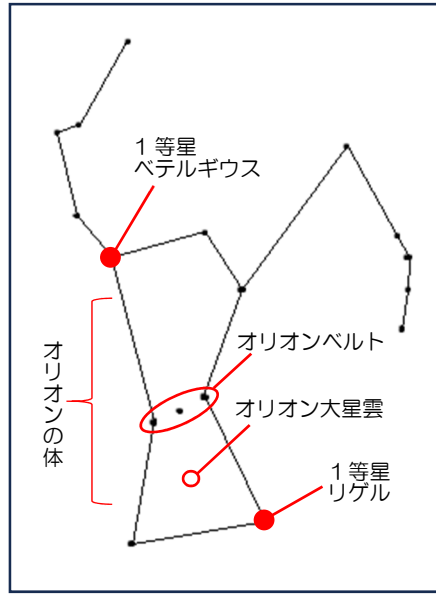 １等星
ベテルギウス
オリオンの体
オリオンベルト
オリオン大星雲
１等星
リゲル